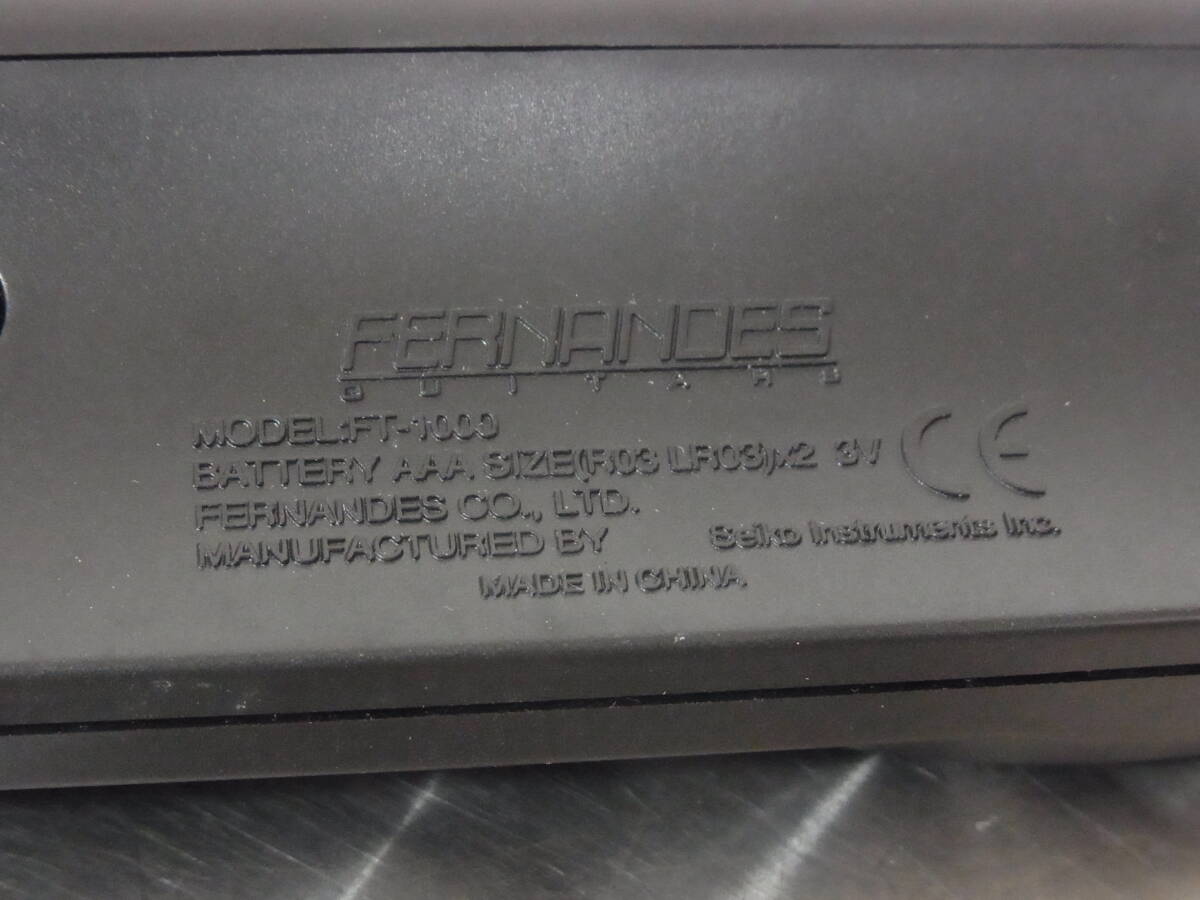 FERNANDES
GUITARS
MODEL:FT-1000
BATTERY AAA SIZE(R03 LR03)x2 3V CE
FERNANDES CO., LTD.
MANUFACTURED BY Seiko Instruments Inc.
MADE IN CHINA